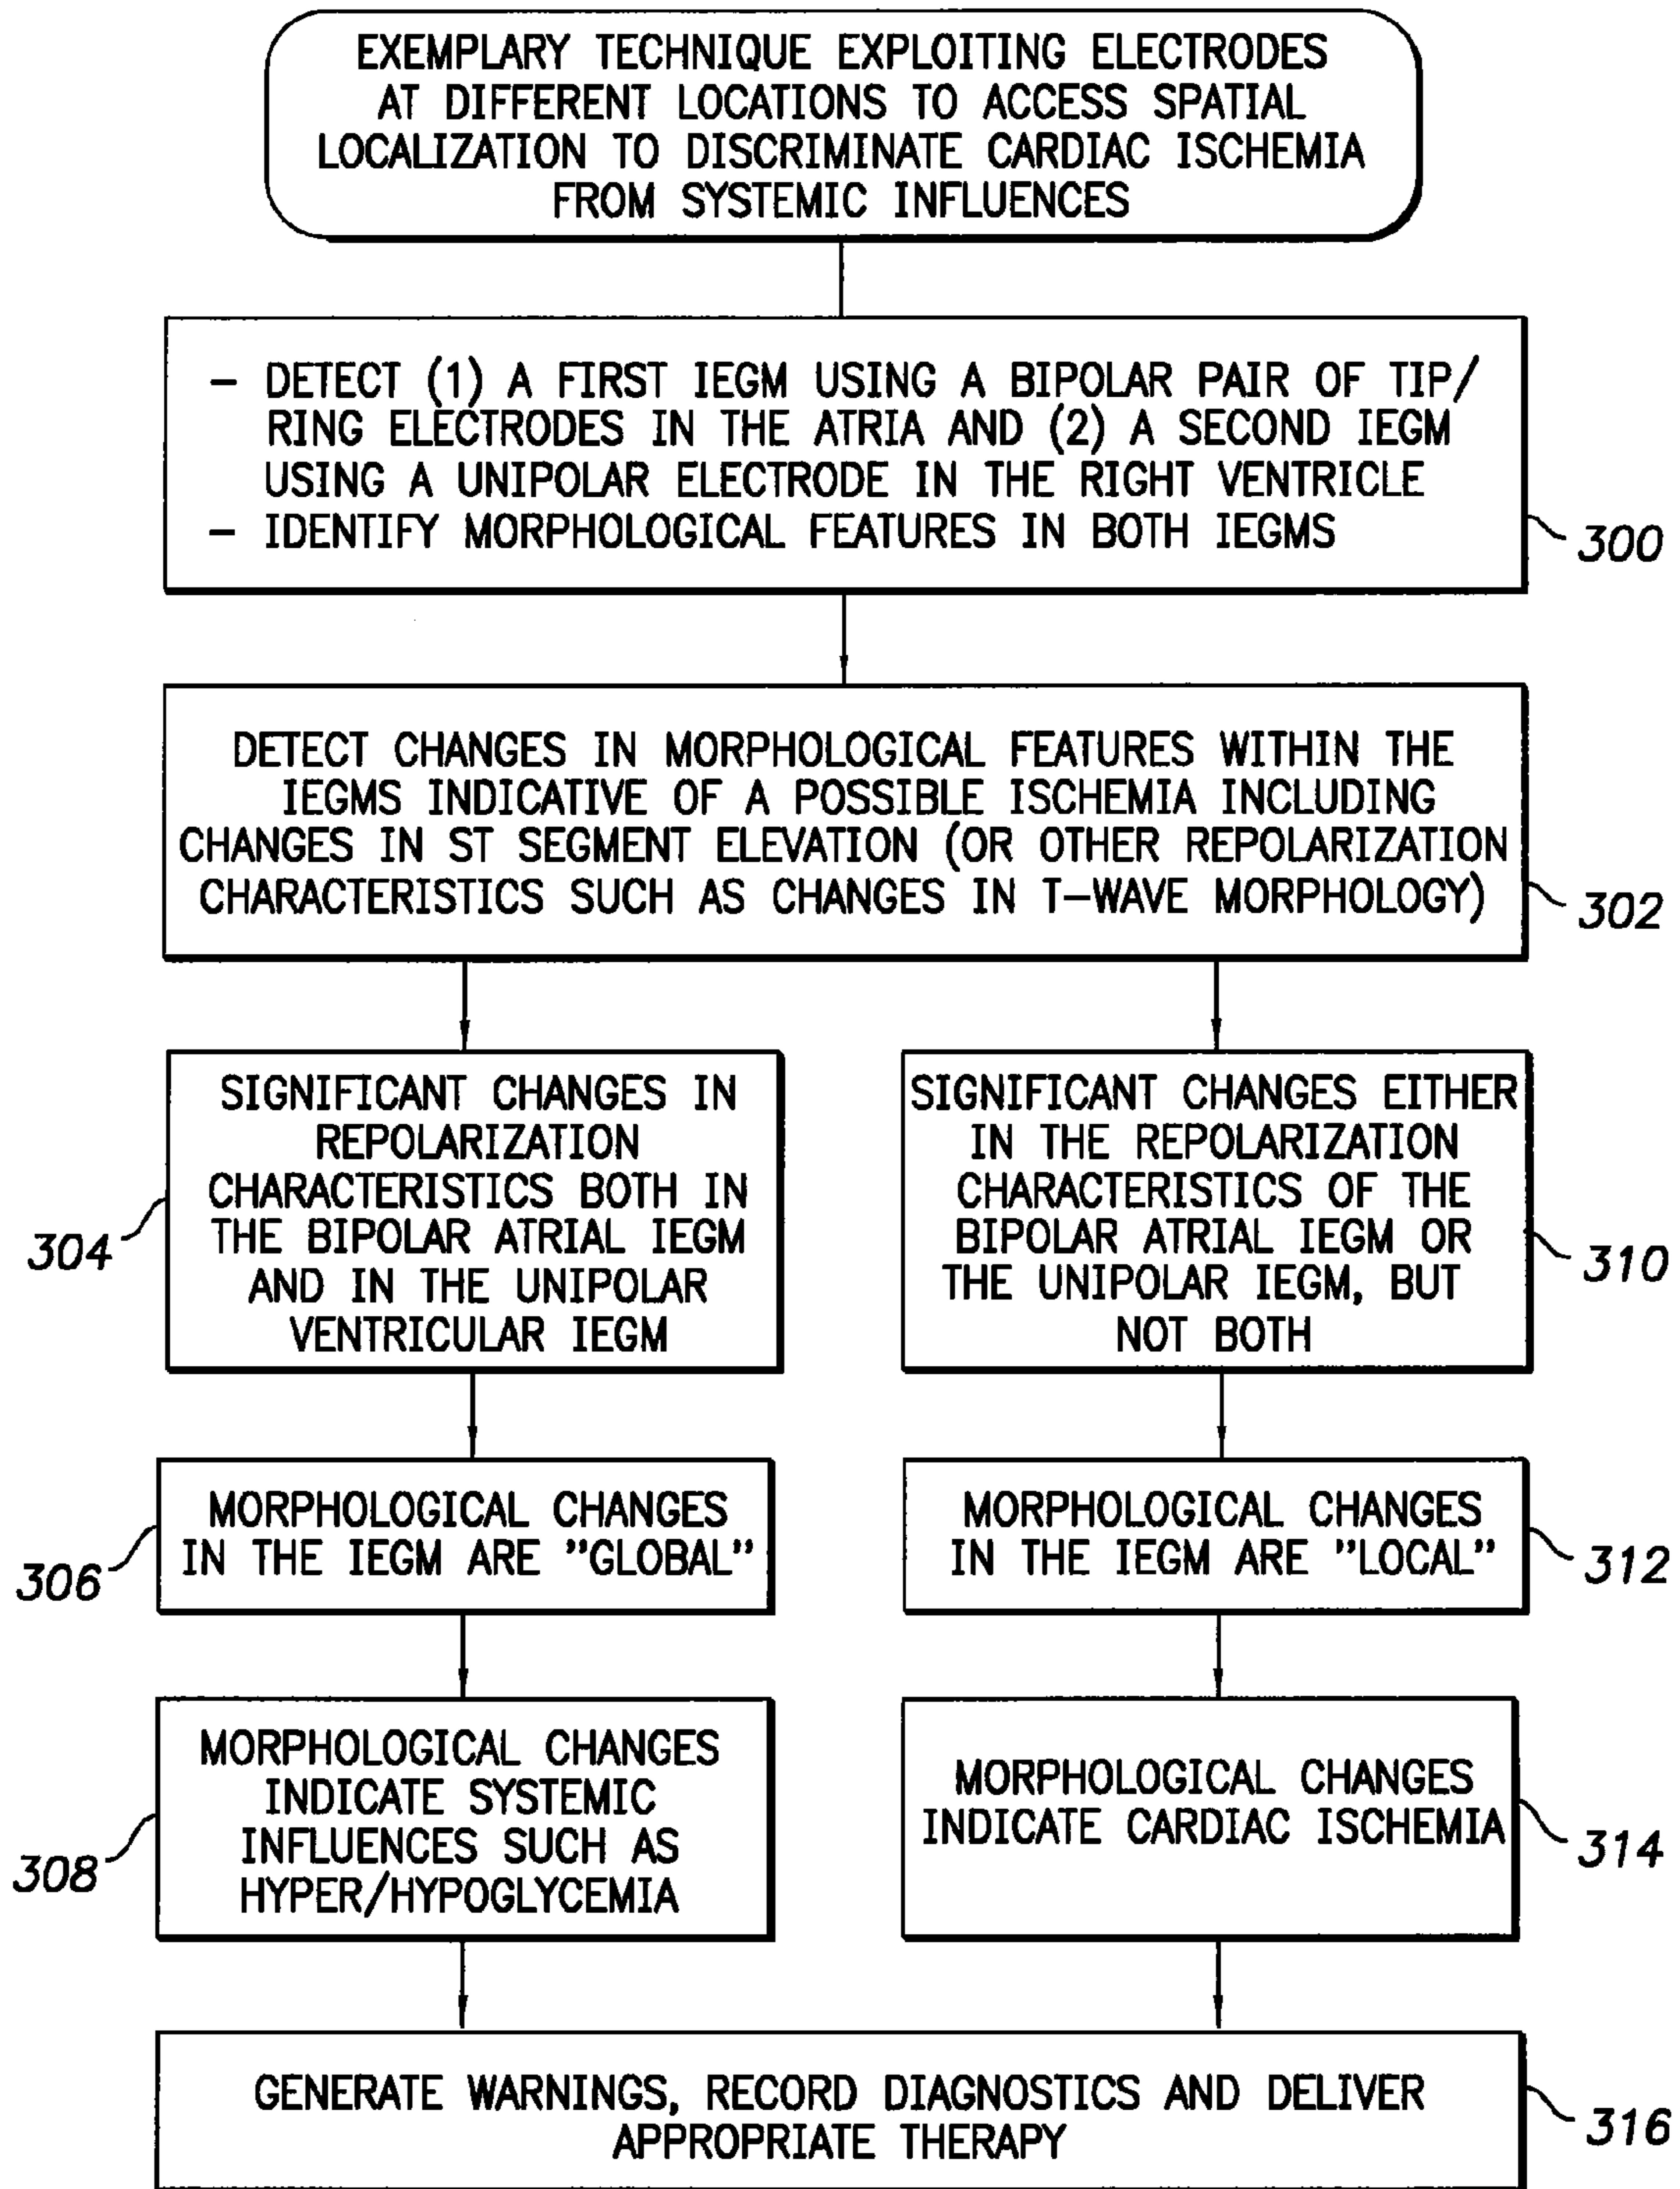 EXEMPLARY TECHNIQUE EXPLOITING ELECTRODES
AT DIFFERENT LOCATIONS TO ACCESS SPATIAL
LOCALIZATION TO DISCRIMINATE CARDIAC ISCHEMIA
FROM SYSTEMIC INFLUENCES
– DETECT (1) A FIRST IEGM USING A BIPOLAR PAIR OF TIP/
RING ELECTRODES IN THE ATRIA AND (2) A SECOND IEGM
USING A UNIPOLAR ELECTRODE IN THE RIGHT VENTRICLE
– IDENTIFY MORPHOLOGICAL FEATURES IN BOTH IEGMS
300
DETECT CHANGES IN MORPHOLOGICAL FEATURES WITHIN THE
IEGMS INDICATIVE OF A POSSIBLE ISCHEMIA INCLUDING
CHANGES IN ST SEGMENT ELEVATION (OR OTHER REPOLARIZATION
CHARACTERISTICS SUCH AS CHANGES IN T–WAVE MORPHOLOGY)
302
SIGNIFICANT CHANGES IN
REPOLARIZATION
CHARACTERISTICS BOTH IN
THE BIPOLAR ATRIAL IEGM
AND IN THE UNIPOLAR
VENTRICULAR IEGM
304
SIGNIFICANT CHANGES EITHER
IN THE REPOLARIZATION
CHARACTERISTICS OF THE
BIPOLAR ATRIAL IEGM OR
THE UNIPOLAR IEGM, BUT
NOT BOTH
310
MORPHOLOGICAL CHANGES
IN THE IEGM ARE "GLOBAL"
306
MORPHOLOGICAL CHANGES
IN THE IEGM ARE "LOCAL"
312
MORPHOLOGICAL CHANGES
INDICATE SYSTEMIC
INFLUENCES SUCH AS
HYPER/HYPOGLYCEMIA
308
MORPHOLOGICAL CHANGES
INDICATE CARDIAC ISCHEMIA
314
GENERATE WARNINGS, RECORD DIAGNOSTICS AND DELIVER
APPROPRIATE THERAPY
316